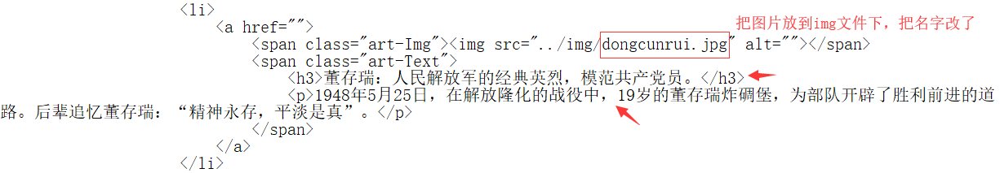 <li>
<a href="">
把图片放到img文件下，把名字改了
<span class="art-Img"><img src="../img/dongcunrui.jpg" alt=""></span>
<span class="art-Text">
<h3>董存瑞：人民解放军的经典英烈，模范共产党员。</h3>
<p>1948年5月25日，在解放隆化的战役中，19岁的董存瑞炸碉堡，为部队开辟了胜利前进的道
路。后辈追忆董存瑞：“精神永存，平淡是真”。</p>
</span>
</a>
</li>